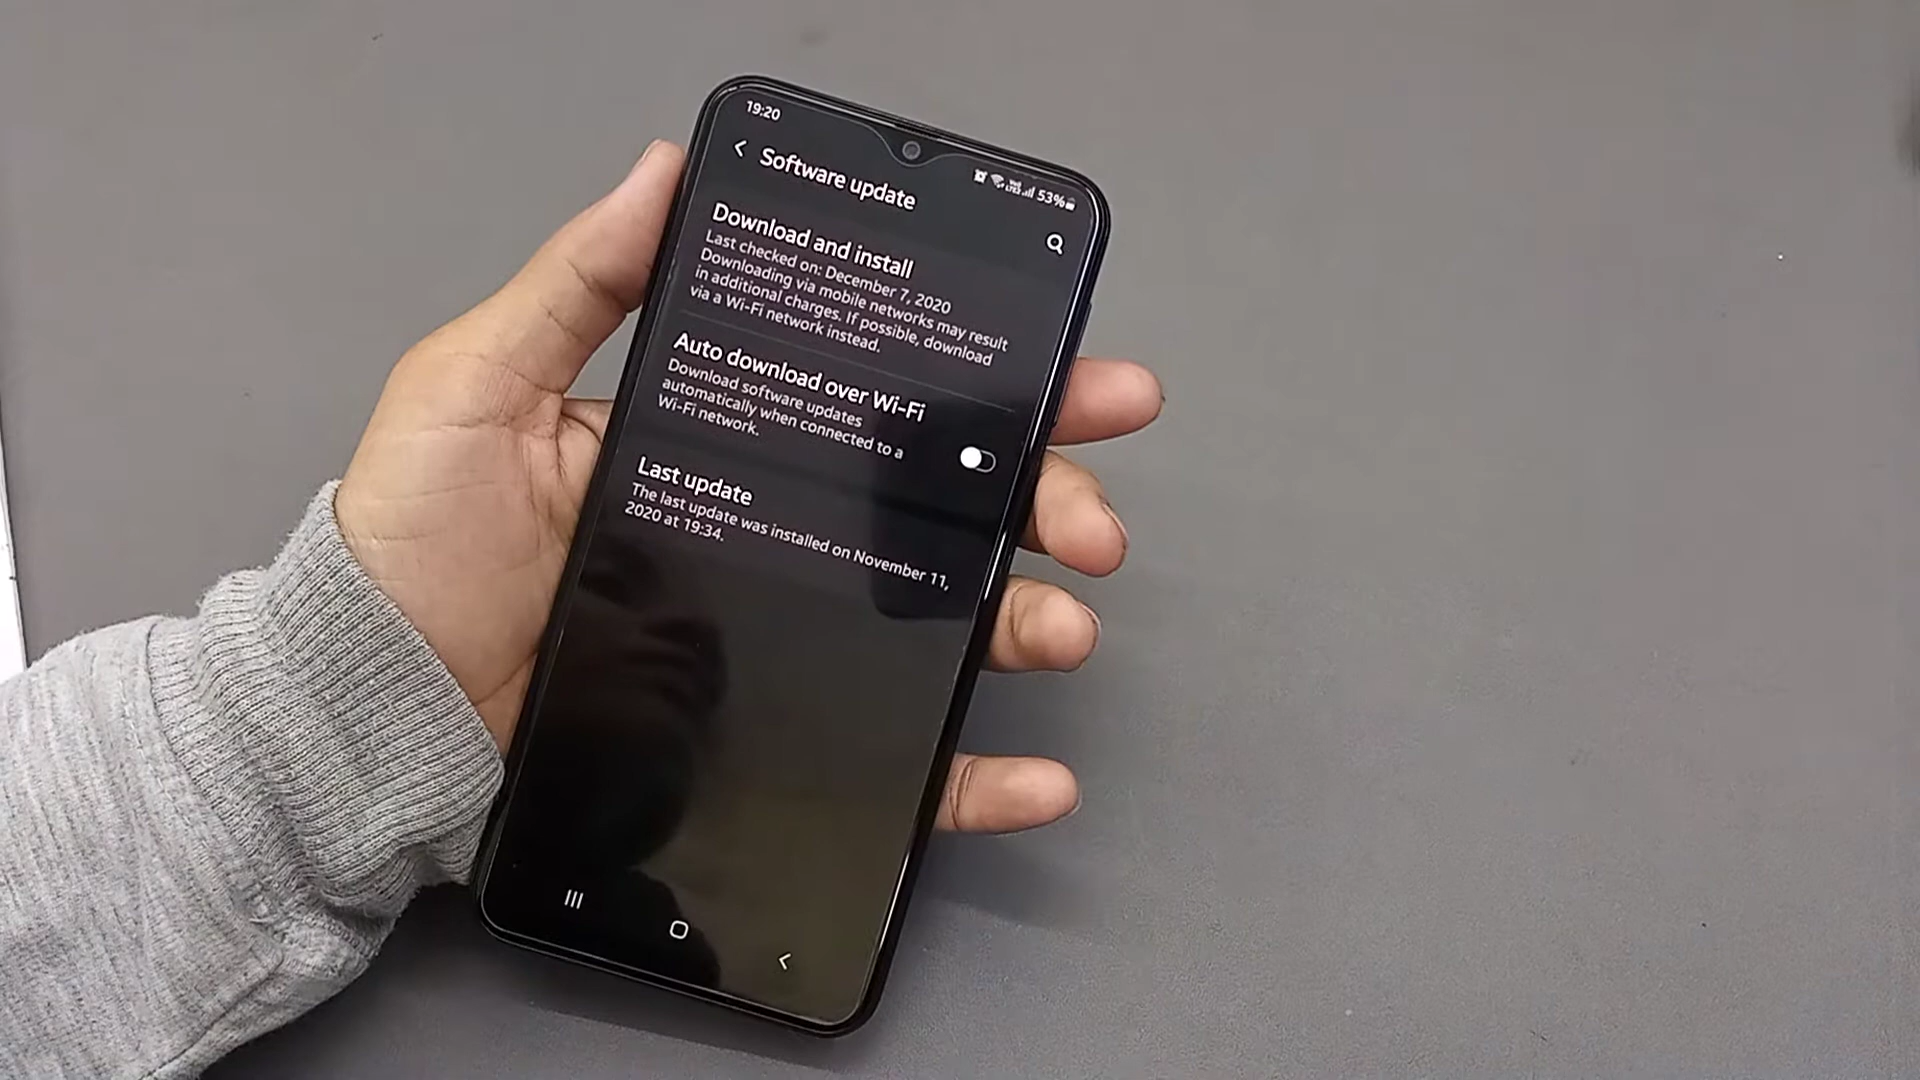 19:20
53%
Software update
Download and install
Last checked on: December 7, 2020
Downloading via mobile networks may result
in additional charges. If possible, download
via a Wi-Fi network instead.
Auto download over Wi-Fi
Download software updates
automatically when connected to a
Wi-Fi network.
Last update
The last update was installed on November 11,
2020 at 19:34.